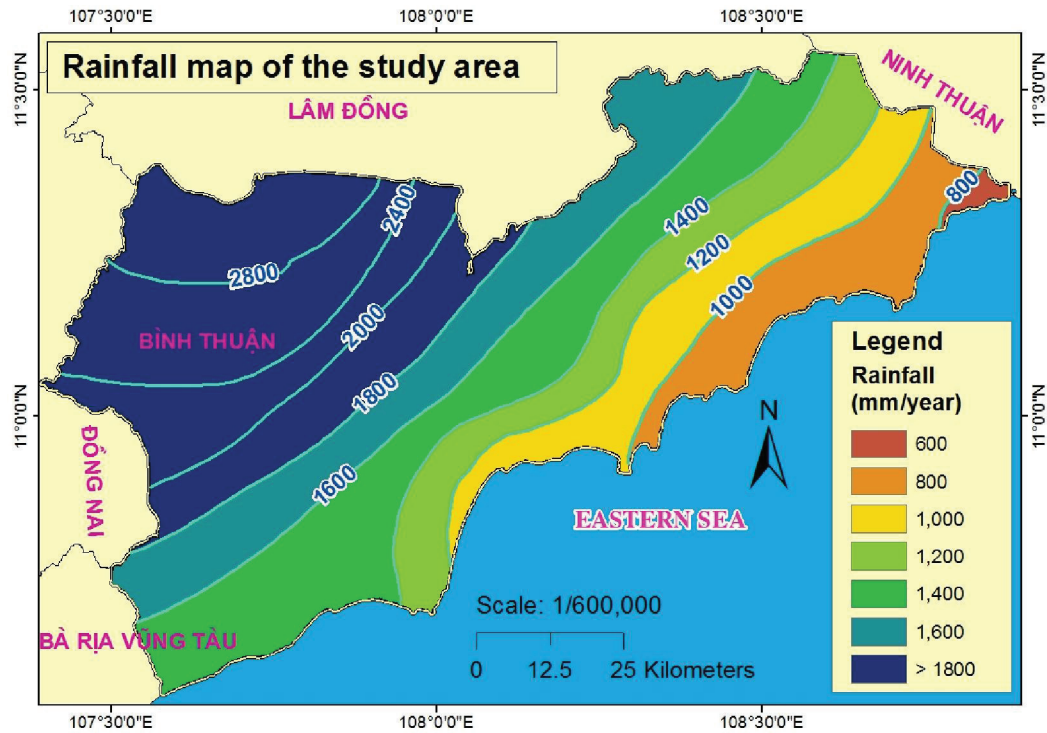 107°30'0"E
108°0'0"E
108°30'0"E
Rainfall map of the study area
11°30'0"N
11°30'0"N
NINH THUẬN
LÂM ĐỒNG
800
2400
1400
1200
2800
1000
2000
BÌNH THUẬN
1800
11°0'0"N
11°0'0"N
ĐỒNG NAI
1600
EASTERN SEA
N
BÀ RỊA VŨNG TÀU
Scale: 1/600,000
0 12.5 25 Kilometers
Legend
Rainfall
(mm/year)
600
800
1,000
1,200
1,400
1,600
> 1800
107°30'0"E
108°0'0"E
108°30'0"E